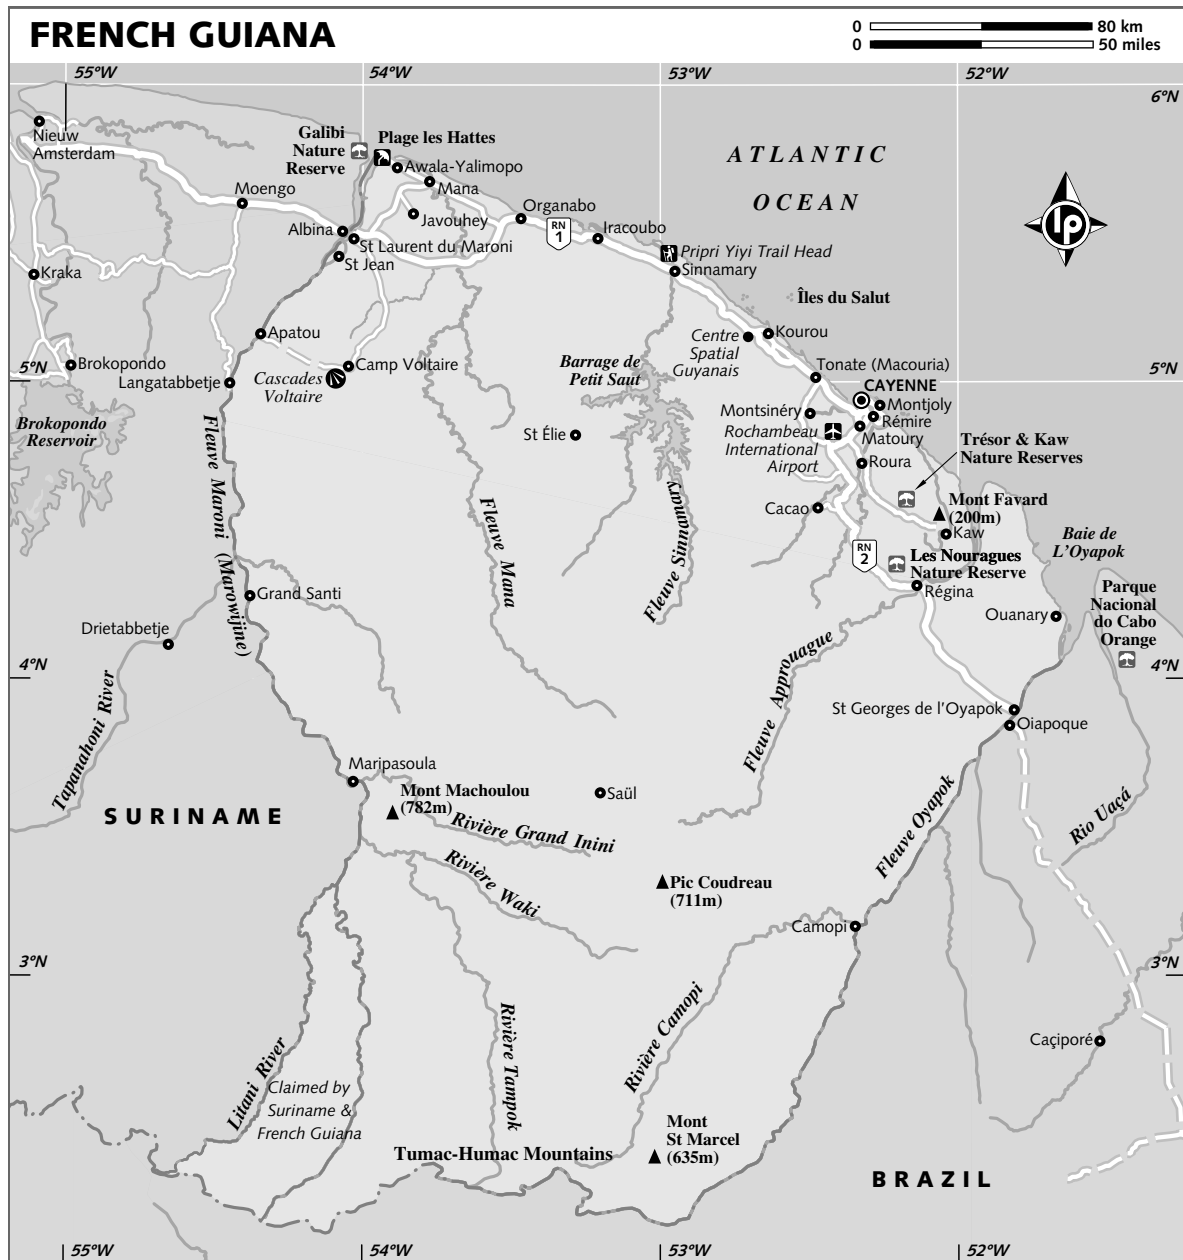 FRENCH GUIANA
0 80 km
0 50 miles
55°W
54°W
53°W
52°W
6°N
Nieuw
Amsterdam
Galibi
Nature
Reserve
Plage les Hattes
Awala-Yalimopo
Mana
ATLANTIC
OCEAN
Moengo
Albina
Javouhey
Organabo
RN
1
Iracoubo
lp
St Laurent du Maroni
St Jean
Pripri Yiyi Trail Head
Sinnamary
Kraka
Îles du Salut
Apatou
Kourou
Centre
Spatial
Guyanais
Brokopondo
5°N
Langatabbetje
Camp Voltaire
Cascades
Voltaire
Barrage de
Petit Saut
Tonate (Macouria)
5°N
CAYENNE
Montjoly
Montsinéry
Rémire
Matoury
Brokopondo
Reservoir
St Élie
Rochambeau
International
Airport
Roura
Trésor & Kaw
Nature Reserves
Fleuve Maroni (Marowijine)
Fleuve Mana
Fleuve Sinnamary
Cacao
Mont Favard
(200m)
Kaw
Baie de
L'Oyapok
RN
2
Les Nouragues
Nature Reserve
Régina
Grand Santi
Parque
Nacional
do Cabo
Orange
Ouanary
Drietabbetje
Fleuve Approuague
4°N
4°N
Tapanahoni River
St Georges de l'Oyapok
Oiapoque
Maripasoula
Mont Machoulou
(782m)
Saül
SURINAME
Rivière Grand Inini
Fleuve Oyapok
Rio Uaçá
Rivière Waki
Pic Coudreau
(711m)
Camopi
3°N
3°N
Rivière Camopi
Rivière Tampok
Litani River
Caçiporé
Claimed by
Suriname &
French Guiana
Mont
St Marcel
(635m)
Tumac-Humac Mountains
BRAZIL
55°W
54°W
53°W
52°W